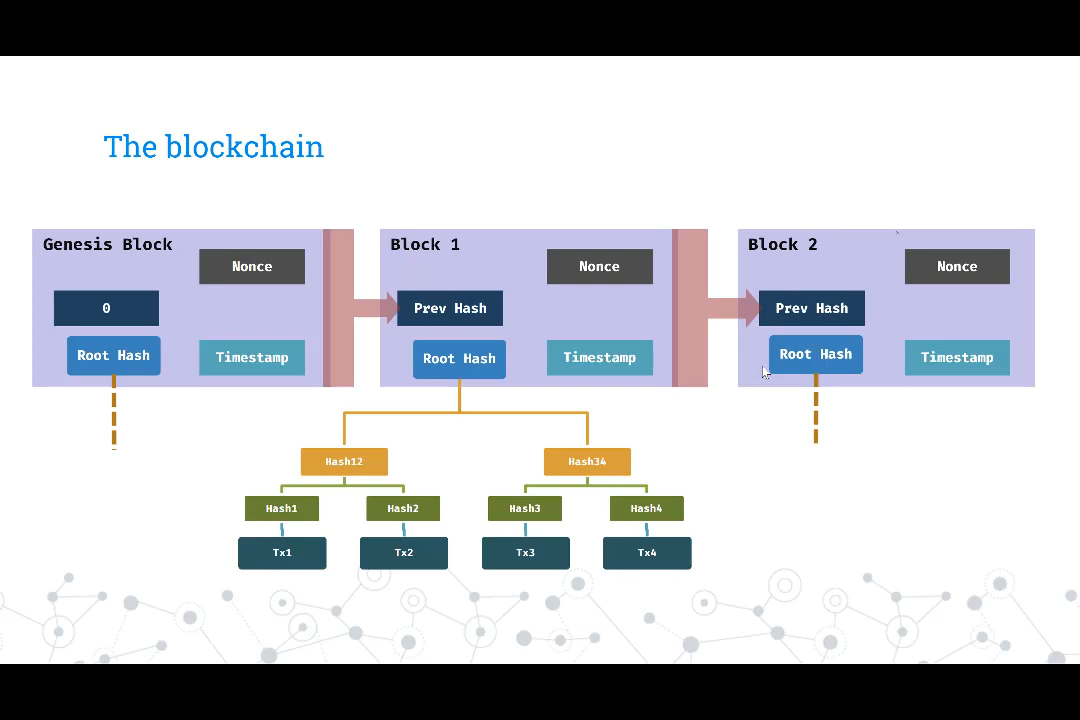 The blockchain
Genesis Block
Nonce
0
Root Hash
Timestamp
Block 1
Nonce
Prev Hash
Root Hash
Timestamp
Block 2
Nonce
Prev Hash
Root Hash
Timestamp
Hash12
Hash34
Hash1
Hash2
Hash3
Hash4
Tx1
Tx2
Tx3
Tx4